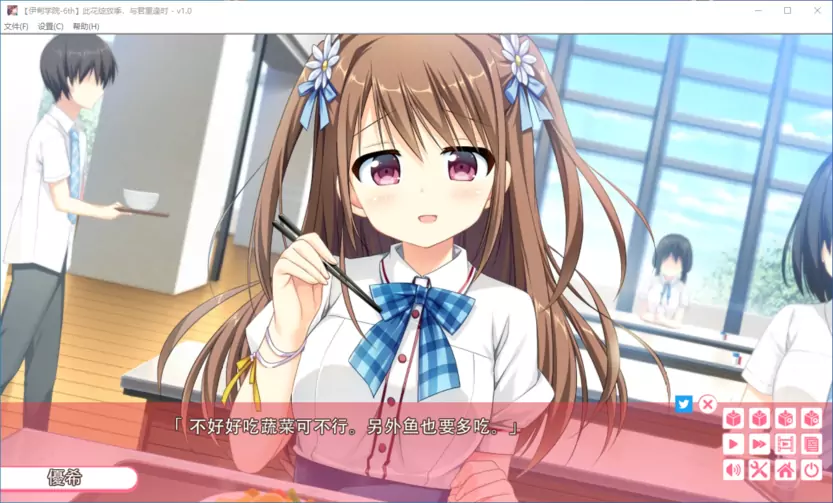 【伊甸学院-6th】此花绽放季、与君重逢时 - v1.0
文件(F) 设置(C) 帮助(H)
「 不好好吃蔬菜可不行。另外鱼也要多吃。」
優希